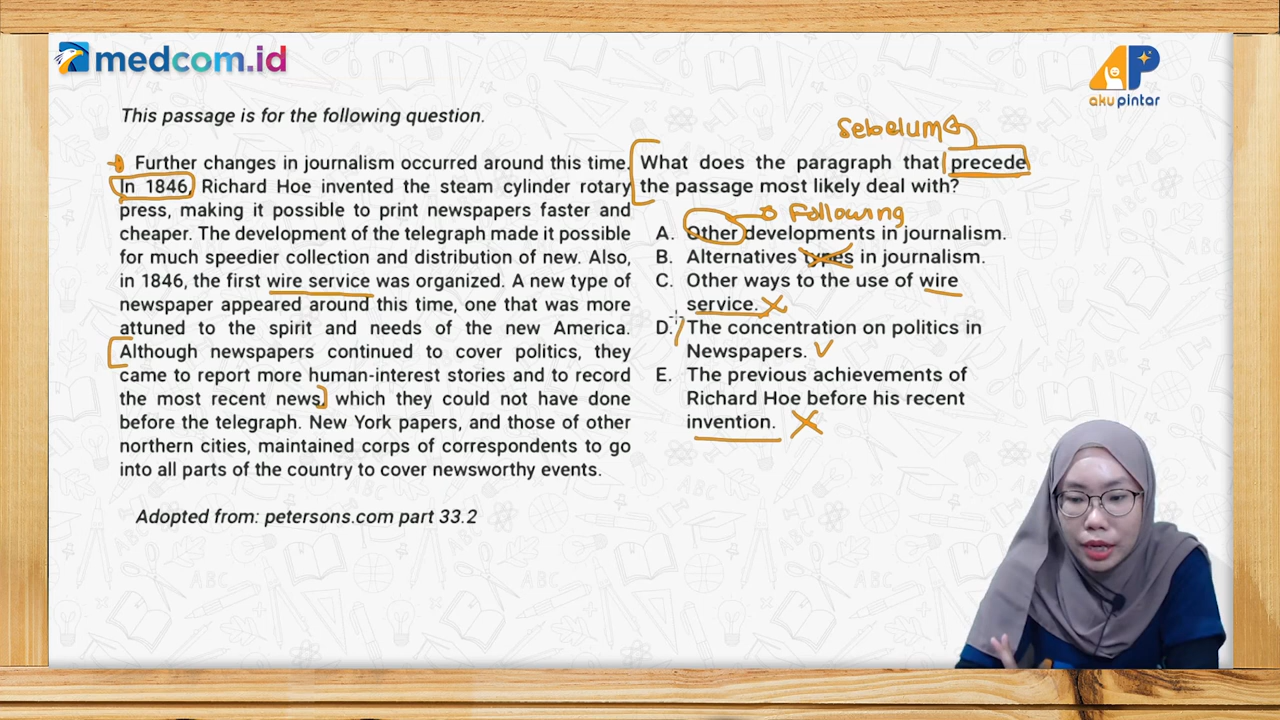 medcom.id
aku pintar
This passage is for the following question.
Further changes in journalism occurred around this time.
In 1846, Richard Hoe invented the steam cylinder rotary
press, making it possible to print newspapers faster and
cheaper. The development of the telegraph made it possible
for much speedier collection and distribution of new. Also,
in 1846, the first wire service was organized. A new type of
newspaper appeared around this time, one that was more
attuned to the spirit and needs of the new America.
Although newspapers continued to cover politics, they
came to report more human-interest stories and to record
the most recent news, which they could not have done
before the telegraph. New York papers, and those of other
northern cities, maintained corps of correspondents to go
into all parts of the country to cover newsworthy events.
Adopted from: petersons.com part 33.2
Sebelum
What does the paragraph that precede
the passage most likely deal with?
Following
A. Other developments in journalism.
B. Alternatives types in journalism.
C. Other ways to the use of wire
service.
D. The concentration on politics in
Newspapers.
E. The previous achievements of
Richard Hoe before his recent
invention.